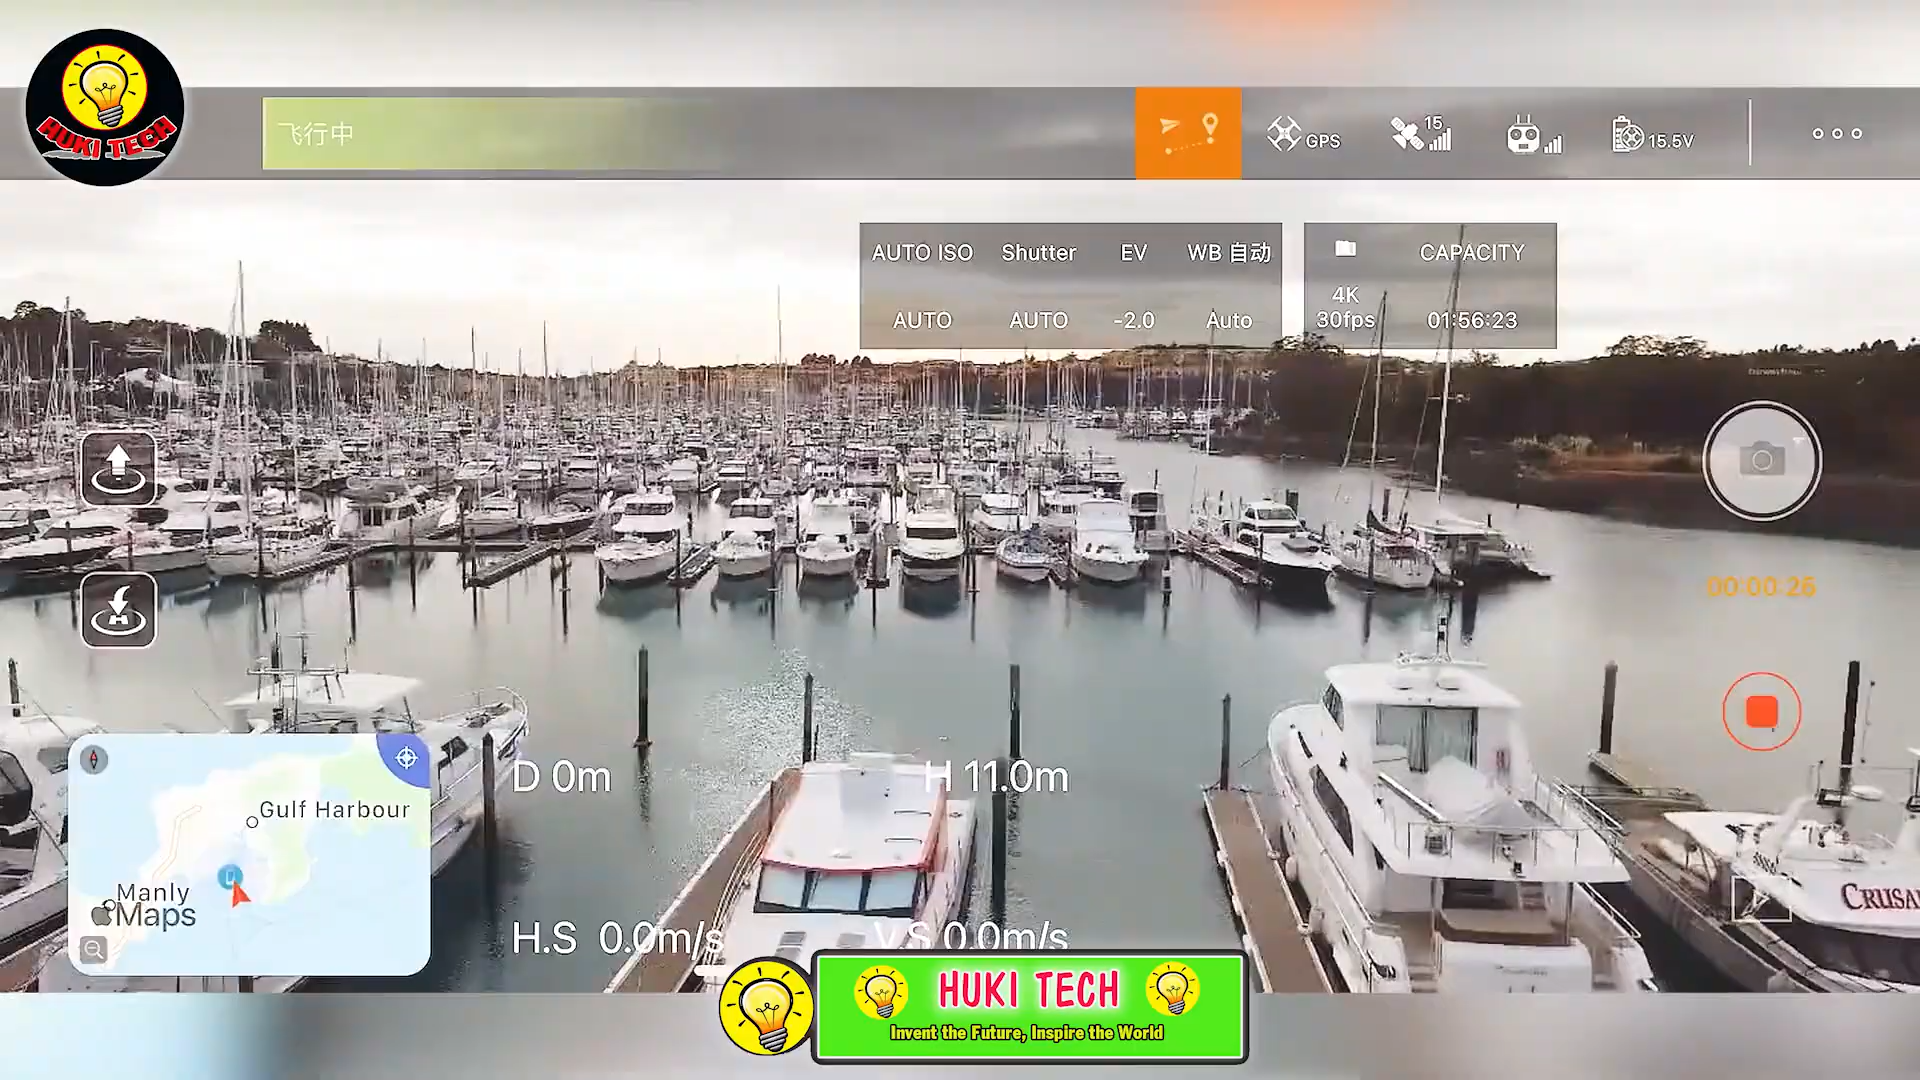 HUKI TECH
飞行中
GPS
15
15.5V
AUTO ISO Shutter EV WB 自动
AUTO AUTO -2.0 Auto
CAPACITY
4K
30fps
01:56:23
00:00:26
Gulf Harbour
Manly
Maps
D 0m
H 11.0m
H.S 0.0m/s
V.S 0.0m/s
CRUSA
HUKI TECH
Invent the Future, Inspire the World